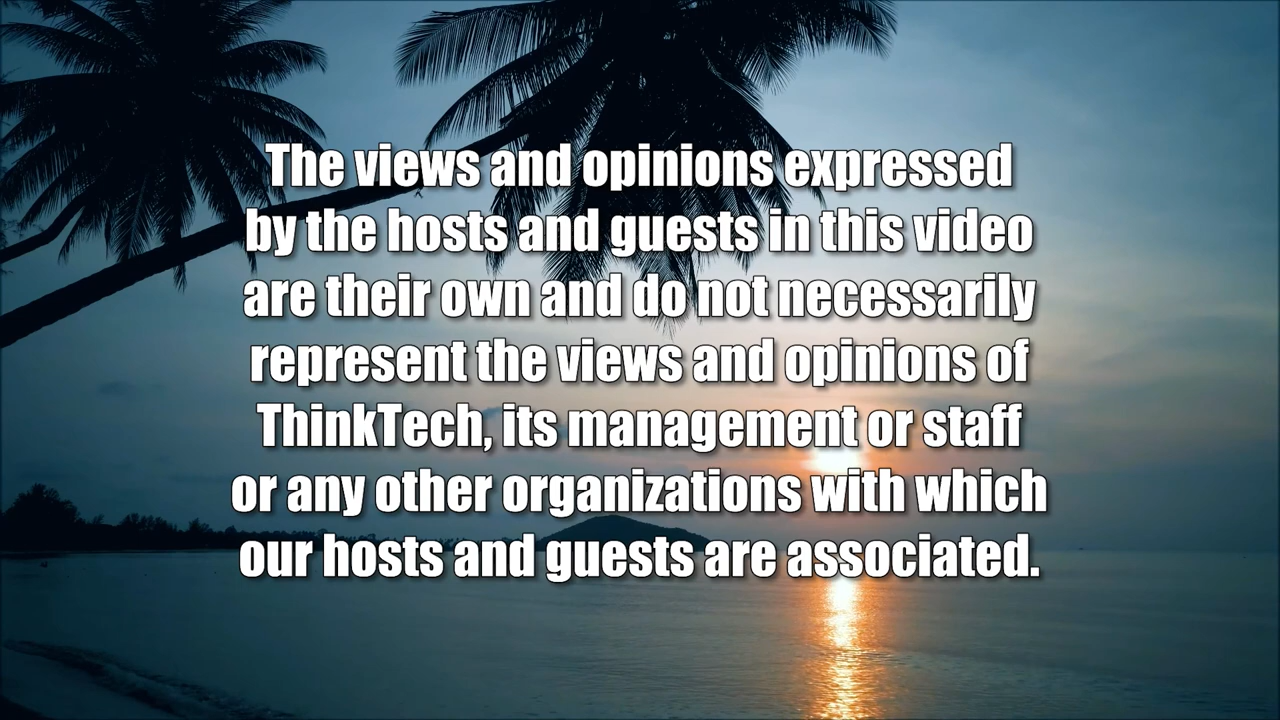 The views and opinions expressed
by the hosts and guests in this video
are their own and do not necessarily
represent the views and opinions of
ThinkTech, its management or staff
or any other organizations with which
our hosts and guests are associated.